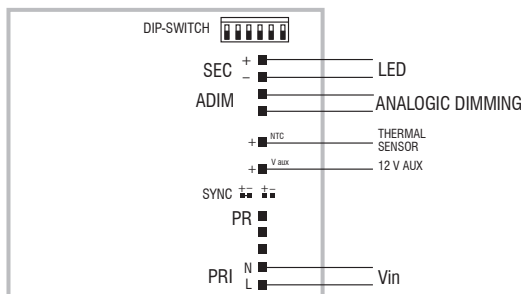 DIP-SWITCH
+
SEC
–
LED
ADIM
ANALOGIC DIMMING
+ NTC
THERMAL
SENSOR
+ V aux
12 V AUX
SYNC + – + –
PR
PRI
N
L
Vin